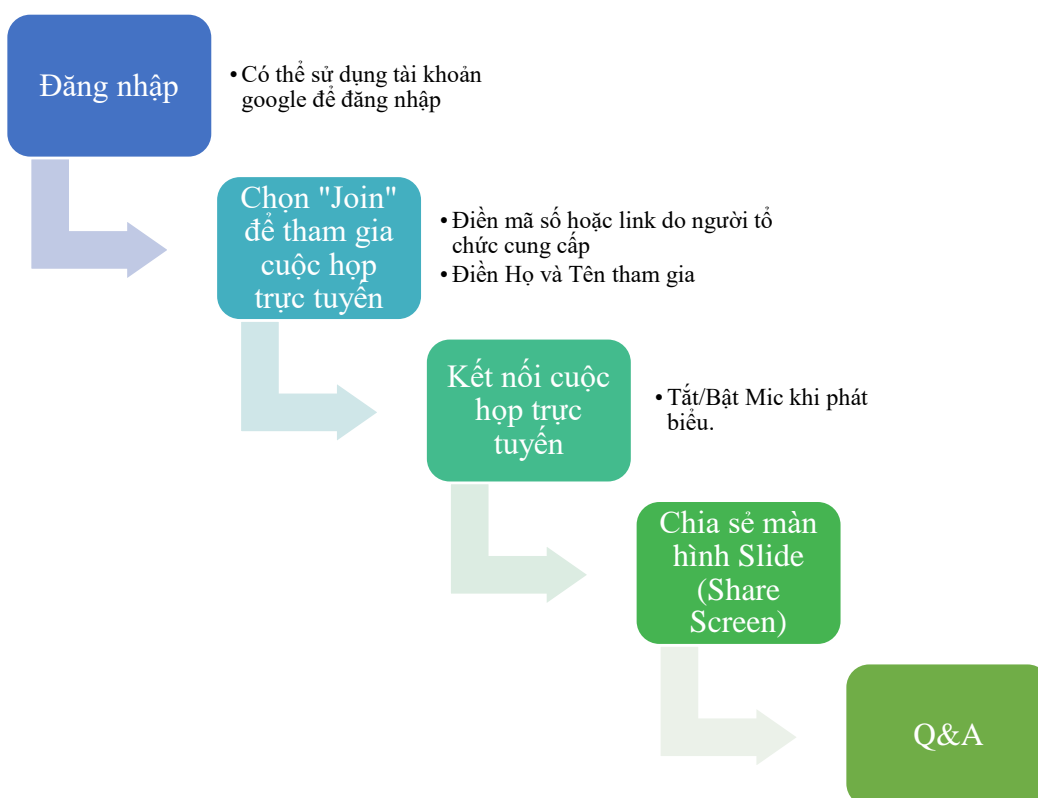 Đăng nhập
• Có thể sử dụng tài khoản
google để đăng nhập
Chọn "Join"
để tham gia
cuộc họp
trực tuyến
• Điền mã số hoặc link do người tổ
chức cung cấp
• Điền Họ và Tên tham gia
Kết nối cuộc
họp trực
tuyến
• Tắt/Bật Mic khi phát
biểu.
Chia sẻ màn
hình Slide
(Share
Screen)
Q&A